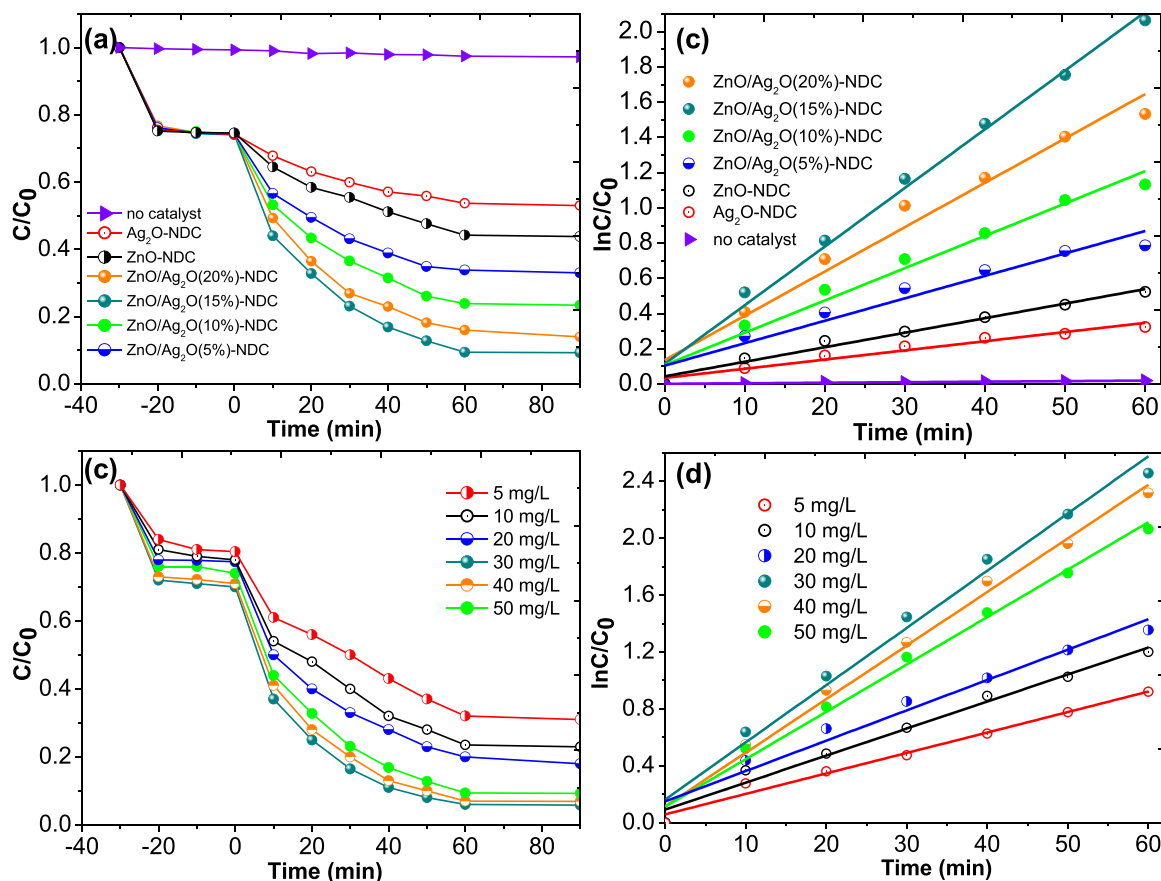 (a)
C/C0
1.0
0.8
0.6
0.4
0.2
0.0
no catalyst
Ag2O-NDC
ZnO-NDC
ZnO/Ag2O(20%)-NDC
ZnO/Ag2O(15%)-NDC
ZnO/Ag2O(10%)-NDC
ZnO/Ag2O(5%)-NDC
-40 -20 0 20 40 60 80
Time (min)
(c)
lnC/C0
2.0
1.8
1.6
1.4
1.2
1.0
0.8
0.6
0.4
0.2
0.0
ZnO/Ag2O(20%)-NDC
ZnO/Ag2O(15%)-NDC
ZnO/Ag2O(10%)-NDC
ZnO/Ag2O(5%)-NDC
ZnO-NDC
Ag2O-NDC
no catalyst
0 10 20 30 40 50 60
Time (min)
(c)
C/C0
1.0
0.8
0.6
0.4
0.2
0.0
5 mg/L
10 mg/L
20 mg/L
30 mg/L
40 mg/L
50 mg/L
-40 -20 0 20 40 60 80
Time (min)
(d)
lnC/C0
2.4
2.0
1.6
1.2
0.8
0.4
0.0
5 mg/L
10 mg/L
20 mg/L
30 mg/L
40 mg/L
50 mg/L
0 10 20 30 40 50 60
Time (min)